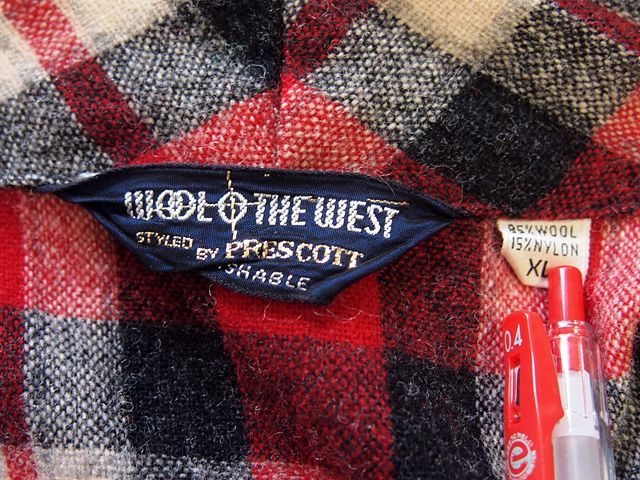 WOOL O THE WEST
STYLED BY PRESCOTT
SHABLE
85% WOOL
15% NYLON
XL
0.4
e